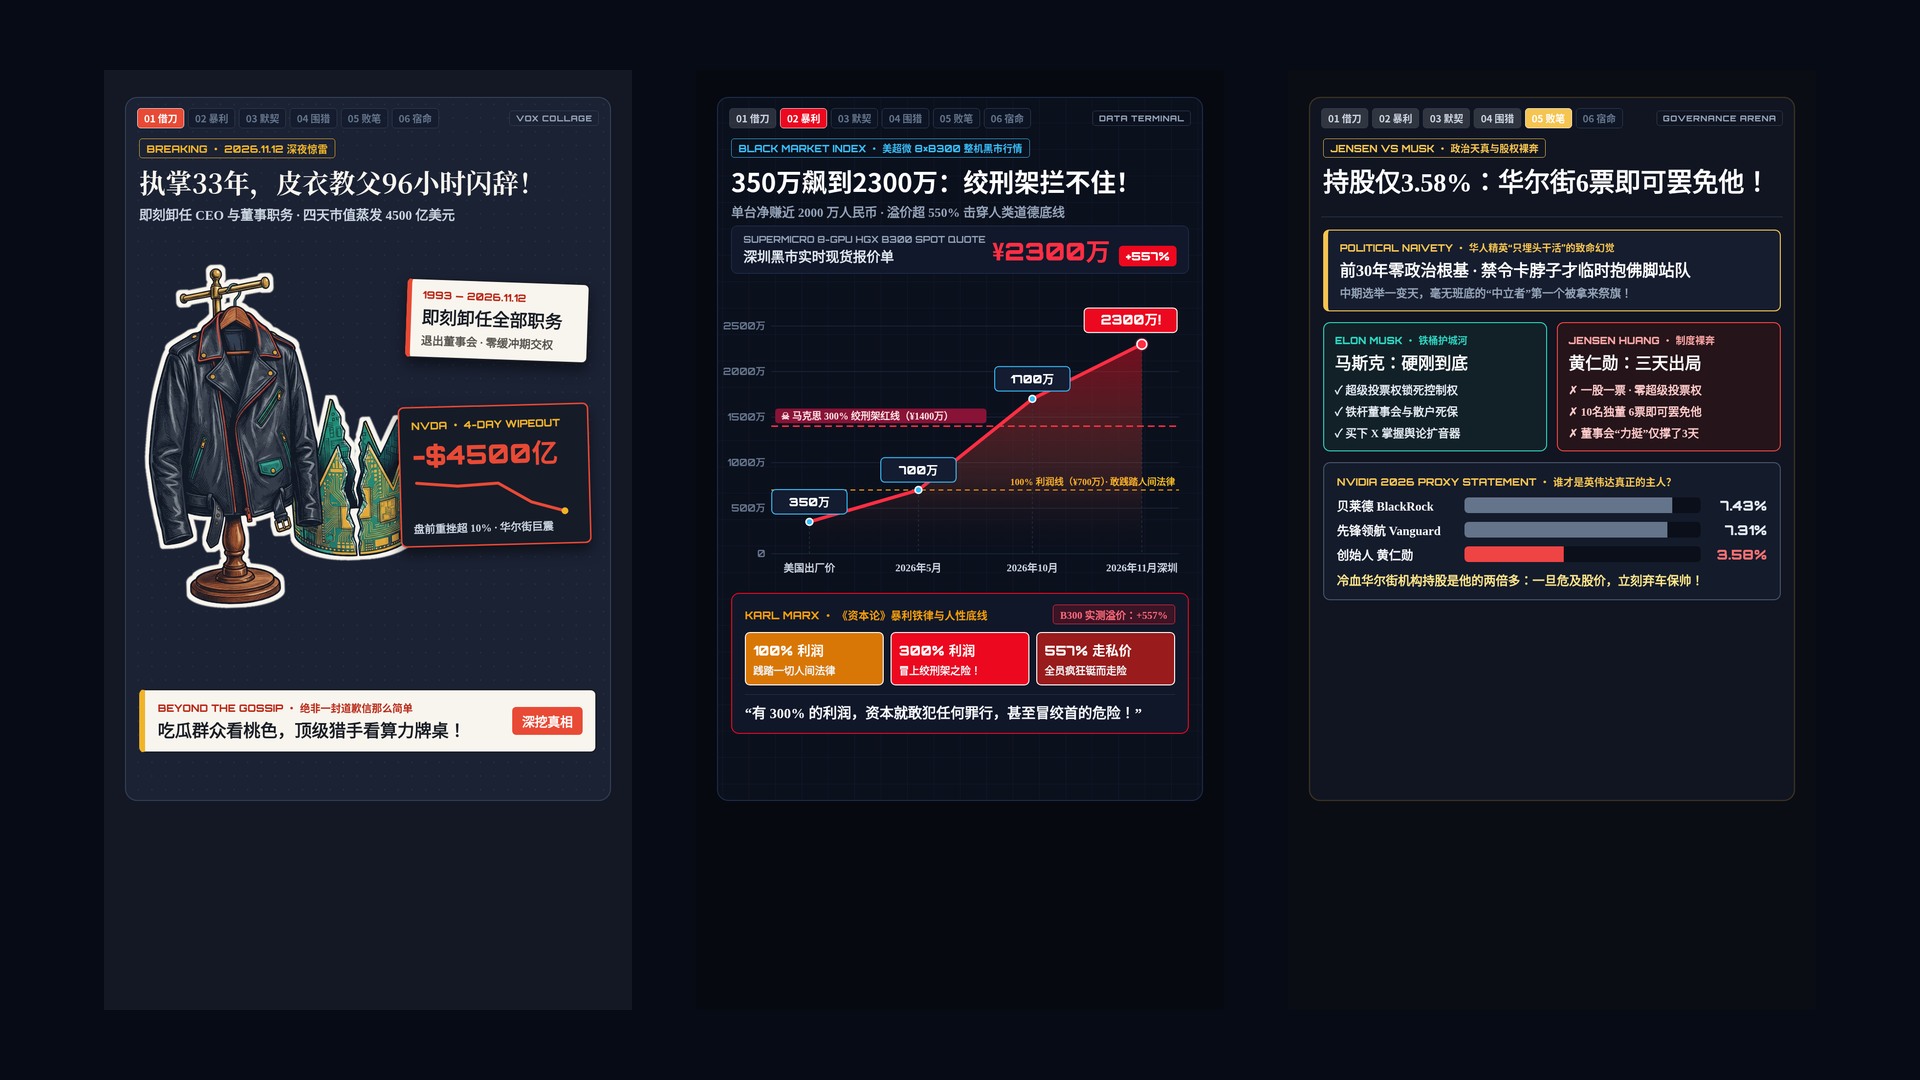 01 借刀 02 暴利 03 默契 04 围猎 05 败笔 06 宿命 VOX COLLAGE
BREAKING • 2026.11.12 深夜惊雷
执掌33年，皮衣教父96小时闪辞！
即刻卸任 CEO 与董事职务 · 四天市值蒸发 4500 亿美元
1993 – 2026.11.12
即刻卸任全部职务
退出董事会 · 零缓冲期交权
NVDA • 4-DAY WIPEOUT
-$4500亿
盘前重挫超 10% · 华尔街巨震
BEYOND THE GOSSIP • 绝非一封道歉信那么简单
吃瓜群众看桃色，顶级猎手看算力牌桌！
深挖真相
01 借刀 02 暴利 03 默契 04 围猎 05 败笔 06 宿命 DATA TERMINAL
BLACK MARKET INDEX • 美超微 8×B300 整机黑市行情
350万飙到2300万：绞刑架拦不住！
单台净赚近 2000 万人民币 · 溢价超 550% 击穿人类道德底线
SUPERMICRO 8-GPU HGX B300 SPOT QUOTE
深圳黑市实时现货报价单
¥2300万 +557%
2500万
2000万
1500万
1000万
500万
0
2300万!
1700万
700万
350万
☠ 马克思 300% 绞刑架红线（¥1400万）
100% 利润线（¥700万）· 敢践踏人间法律
美国出厂价 2026年5月 2026年10月 2026年11月深圳
KARL MARX • 《资本论》暴利铁律与人性底线
B300 实测溢价：+557%
100% 利润
践踏一切人间法律
300% 利润
冒上绞刑架之险！
557% 走私价
全员疯狂铤而走险
“有 300% 的利润，资本就敢犯任何罪行，甚至冒绞首的危险！”
01 借刀 02 暴利 03 默契 04 围猎 05 败笔 06 宿命 GOVERNANCE ARENA
JENSEN VS MUSK • 政治天真与股权裸奔
持股仅3.58%：华尔街6票即可罢免他！
POLITICAL NAIVETY • 华人精英“只埋头干活”的致命幻觉
前30年零政治根基 · 禁令卡脖子才临时抱佛脚站队
中期选举一变天，毫无班底的“中立者”第一个被拿来祭旗！
ELON MUSK • 铁桶护城河
马斯克：硬刚到底
✓ 超级投票权锁死控制权
✓ 铁杆董事会与散户死保
✓ 买下 X 掌握舆论扩音器
JENSEN HUANG • 制度裸奔
黄仁勋：三天出局
✗ 一股一票 · 零超级投票权
✗ 10名独董 6票即可罢免他
✗ 董事会“力挺”仅撑了3天
NVIDIA 2026 PROXY STATEMENT • 谁才是英伟达真正的主人?
贝莱德 BlackRock 7.43%
先锋领航 Vanguard 7.31%
创始人 黄仁勋 3.58%
冷血华尔街机构持股是他的两倍多：一旦危及股价，立刻弃车保帅！